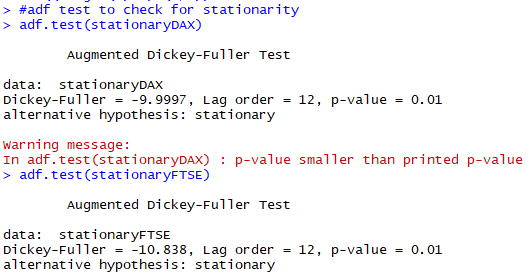 > #adf test to check for stationarity
> adf.test(stationaryDAX)
Augmented Dickey-Fuller Test
data:  stationaryDAX
Dickey-Fuller = -9.9997, Lag order = 12, p-value = 0.01
alternative hypothesis: stationary
Warning message:
In adf.test(stationaryDAX) : p-value smaller than printed p-value
> adf.test(stationaryFTSE)
Augmented Dickey-Fuller Test
data:  stationaryFTSE
Dickey-Fuller = -10.838, Lag order = 12, p-value = 0.01
alternative hypothesis: stationary